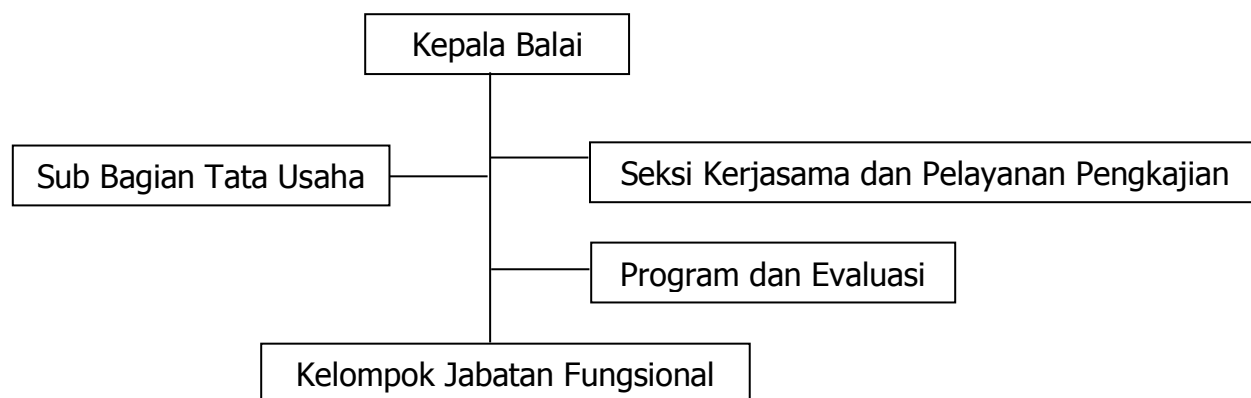 Kepala Balai
Sub Bagian Tata Usaha
Seksi Kerjasama dan Pelayanan Pengkajian
Program dan Evaluasi
Kelompok Jabatan Fungsional